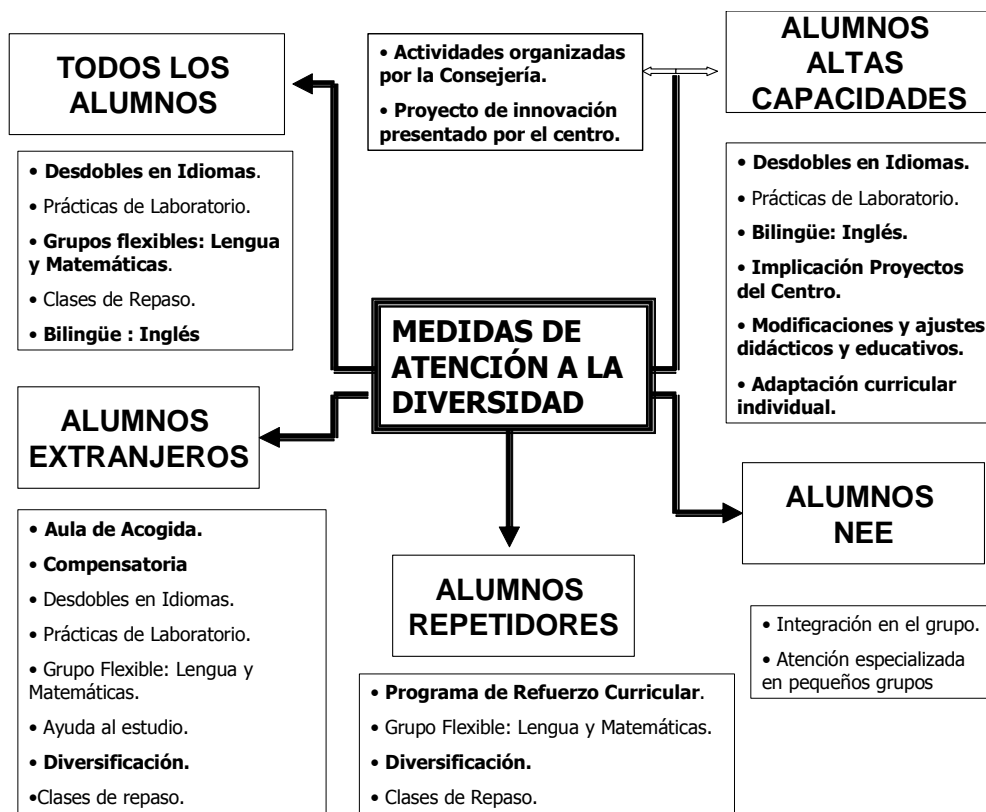 TODOS LOS
ALUMNOS
• Desdobles en Idiomas.
• Prácticas de Laboratorio.
• Grupos flexibles: Lengua
y Matemáticas.
• Clases de Repaso.
• Bilingüe : Inglés
• Actividades organizadas
por la Consejería.
• Proyecto de innovación
presentado por el centro.
ALUMNOS
ALTAS
CAPACIDADES
• Desdobles en Idiomas.
• Prácticas de Laboratorio.
• Bilingüe: Inglés.
• Implicación Proyectos
del Centro.
• Modificaciones y ajustes
didácticos y educativos.
• Adaptación curricular
individual.
MEDIDAS DE
ATENCIÓN A LA
DIVERSIDAD
ALUMNOS
EXTRANJEROS
• Aula de Acogida.
• Compensatoria
• Desdobles en Idiomas.
• Prácticas de Laboratorio.
• Grupo Flexible: Lengua y
Matemáticas.
• Ayuda al estudio.
• Diversificación.
•Clases de repaso.
ALUMNOS
REPETIDORES
• Programa de Refuerzo Curricular.
• Grupo Flexible: Lengua y Matemáticas.
• Diversificación.
• Clases de Repaso.
ALUMNOS
NEE
• Integración en el grupo.
• Atención especializada
en pequeños grupos